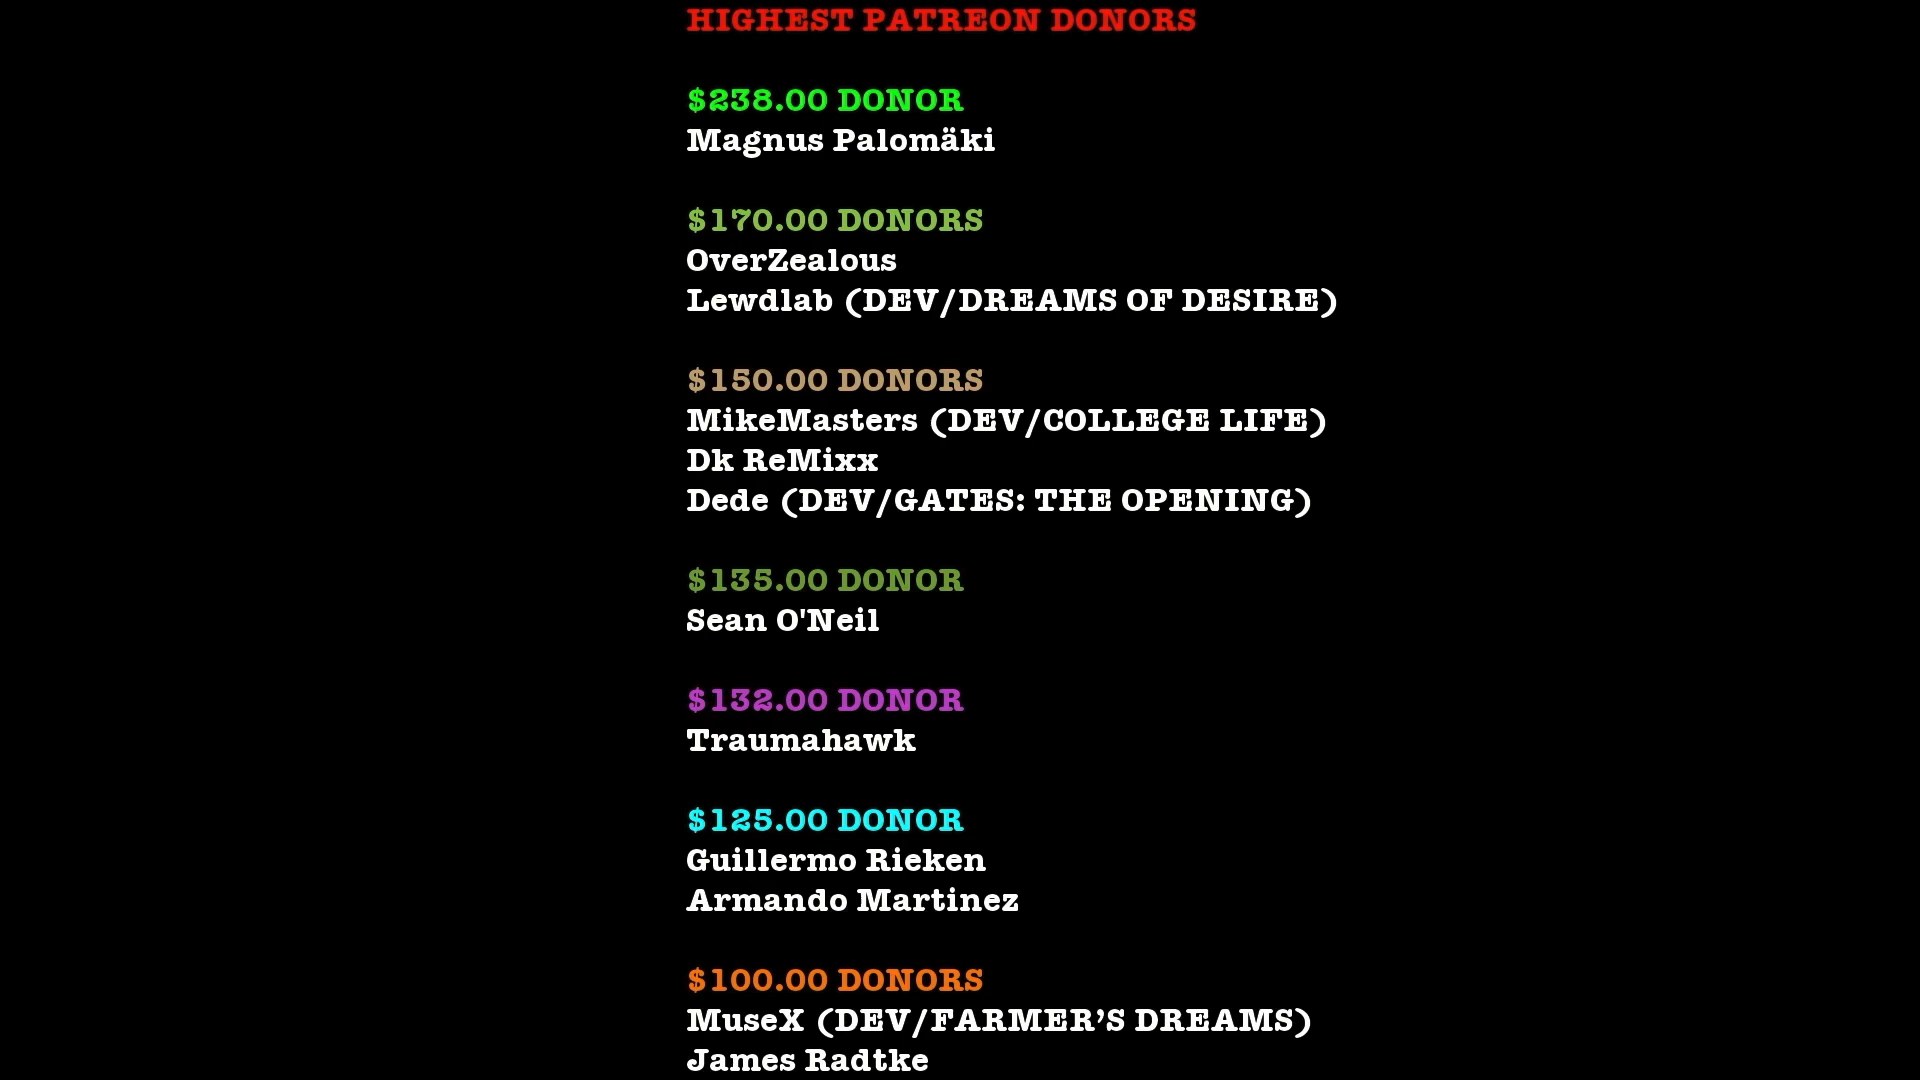 HIGHEST PATREON DONORS
$238.00 DONOR
Magnus Palomäki
$170.00 DONORS
OverZealous
Lewdlab (DEV/DREAMS OF DESIRE)
$150.00 DONORS
MikeMasters (DEV/COLLEGE LIFE)
Dk ReMixx
Dede (DEV/GATES: THE OPENING)
$135.00 DONOR
Sean O'Neil
$132.00 DONOR
Traumahawk
$125.00 DONOR
Guillermo Rieken
Armando Martinez
$100.00 DONORS
MuseX (DEV/FARMER’S DREAMS)
James Radtke